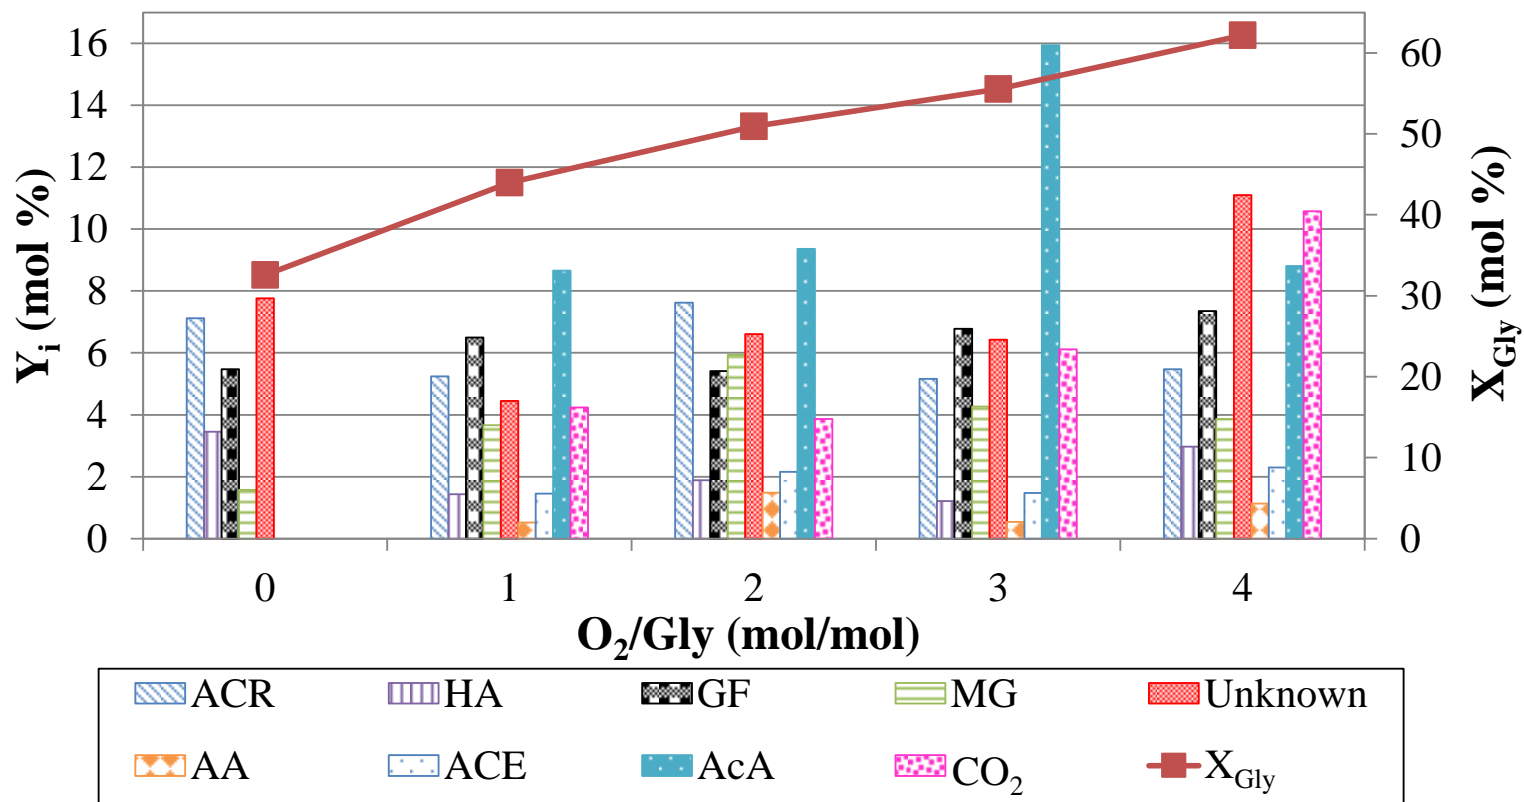 16
14
12
10
8
6
4
2
0
Yi (mol %)
60
50
40
30
20
10
0
XGly (mol %)
0 1 2 3 4
O2/Gly (mol/mol)
ACR HA GF MG Unknown
AA ACE AcA CO2 XGly